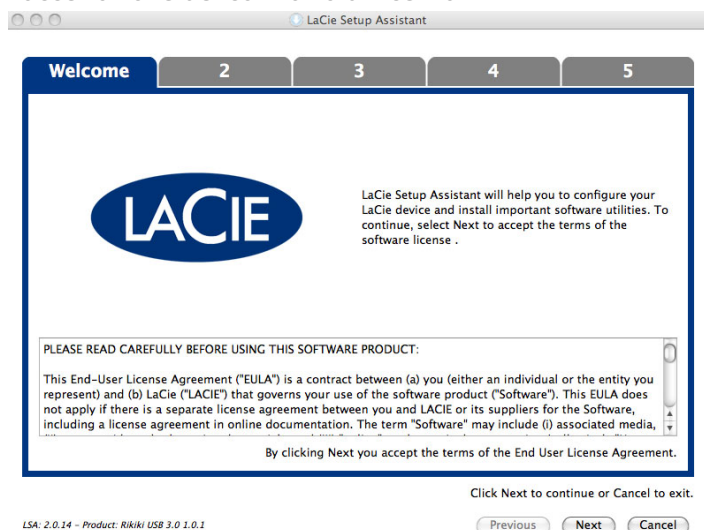 LaCie Setup Assistant
Welcome 2 3 4 5
LACIE
LaCie Setup Assistant will help you to configure your
LaCie device and install important software utilities. To
continue, select Next to accept the terms of the
software license .
PLEASE READ CAREFULLY BEFORE USING THIS SOFTWARE PRODUCT:
This End-User License Agreement ("EULA") is a contract between (a) you (either an individual or the entity you
represent) and (b) LaCie ("LACIE") that governs your use of the software product ("Software"). This EULA does
not apply if there is a separate license agreement between you and LACIE or its suppliers for the Software,
including a license agreement in online documentation. The term "Software" may include (i) associated media,
By clicking Next you accept the terms of the End User License Agreement.
Click Next to continue or Cancel to exit.
LSA: 2.0.14 - Product: Rikiki USB 3.0 1.0.1
Previous Next Cancel